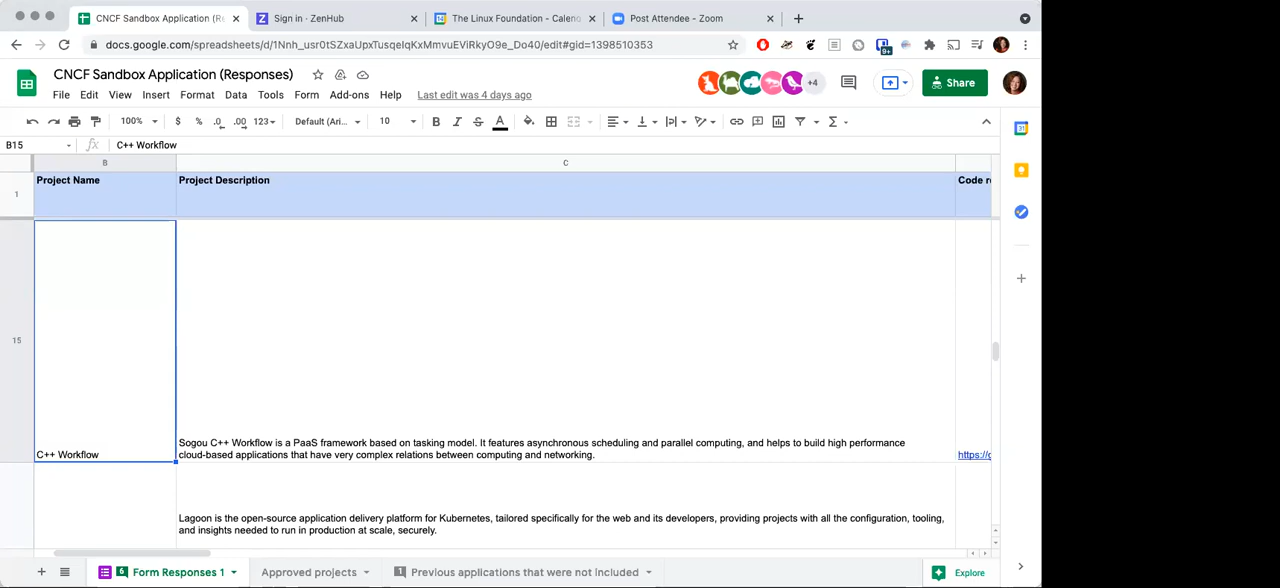 CNCF Sandbox Application (Re
Sign in · ZenHub
The Linux Foundation - Calenc
Post Attendee - Zoom
docs.google.com/spreadsheets/d/1Nnh_usr0tSZxaUpxTusqeIqKxMmvuEViRkyO9e_Do40/edit#gid=1398510353
9+
CNCF Sandbox Application (Responses)
File Edit View Insert Format Data Tools Form Add-ons Help Last edit was 4 days ago
+4
Share
100% $ % .0 .00 123 Default (Ari... 10 B I S A
B15 fx C++ Workflow
B C
1 Project Name Project Description Code re
15 C++ Workflow
Sogou C++ Workflow is a PaaS framework based on tasking model. It features asynchronous scheduling and parallel computing, and helps to build high performance
cloud-based applications that have very complex relations between computing and networking.
https://g
Lagoon is the open-source application delivery platform for Kubernetes, tailored specifically for the web and its developers, providing projects with all the configuration, tooling,
and insights needed to run in production at scale, securely.
6 Form Responses 1 Approved projects 1 Previous applications that were not included Explore